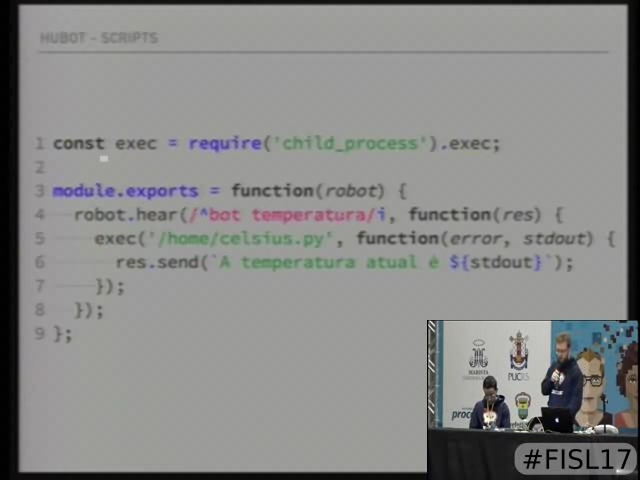 HUBOT - SCRIPTS
1 const exec = require('child_process').exec;
2
3 module.exports = function(robot) {
4 robot.hear(/^bot temperatura/i, function(res) {
5 exec('/home/celsius.py', function(error, stdout) {
6 res.send(`A temperatura atual é ${stdout}`);
7 });
8 });
9 };
MARISTA
PUCRS
#FISL17